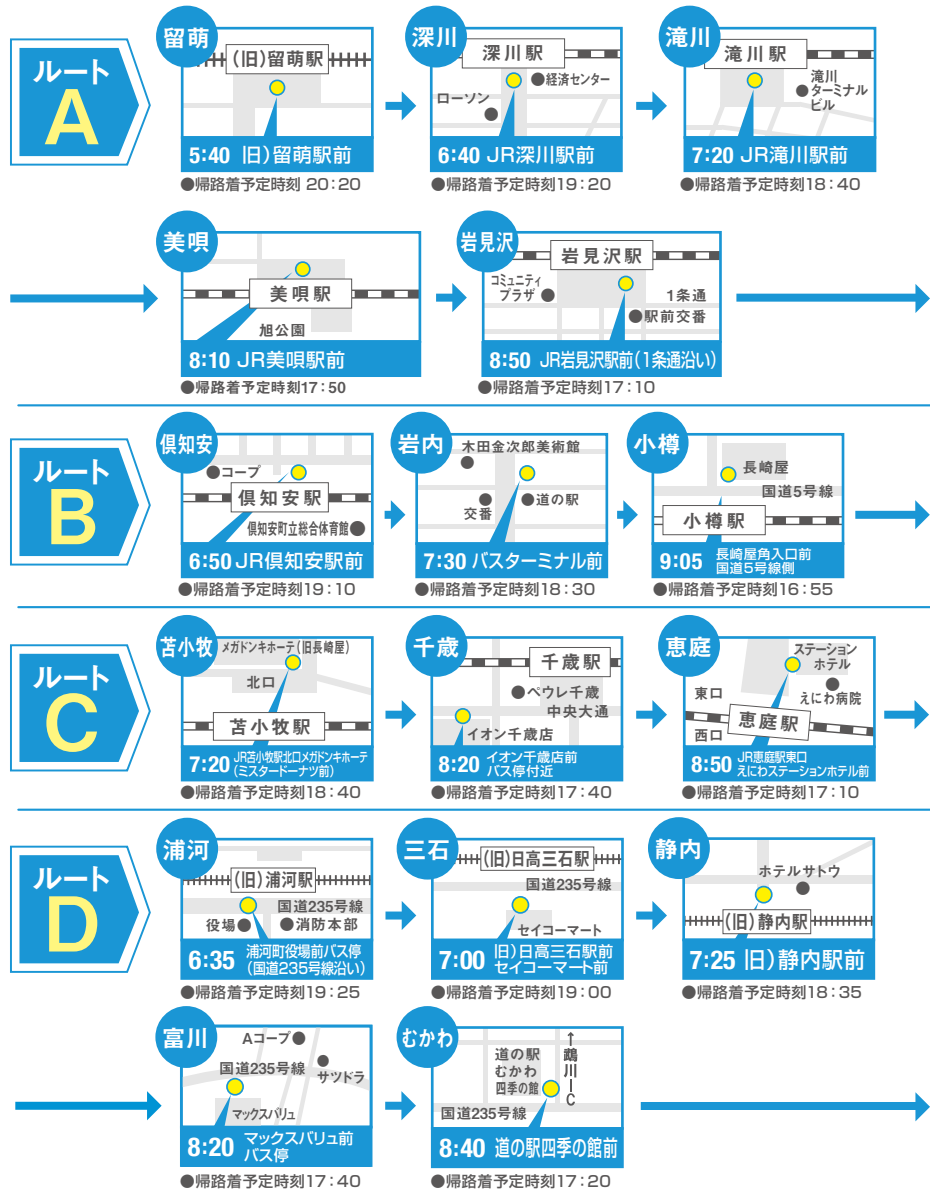 ルート
A
留萌
(旧)留萌駅
5:40 旧)留萌駅前
●帰路着予定時刻 20:20
深川
深川駅
●経済センター
ローソン
6:40 JR深川駅前
●帰路着予定時刻19:20
滝川
滝川駅
滝川
ターミナル
ビル
7:20 JR滝川駅前
●帰路着予定時刻18:40
美唄
美唄駅
旭公園
8:10 JR美唄駅前
●帰路着予定時刻17:50
岩見沢
岩見沢駅
コミュニティ
プラザ
1条通
●駅前交番
8:50 JR岩見沢駅前(1条通沿い)
●帰路着予定時刻17:10
ルート
B
倶知安
●コープ
倶知安駅
倶知安町立総合体育館●
6:50 JR倶知安駅前
●帰路着予定時刻19:10
岩内
木田金次郎美術館
交番
●道の駅
7:30 バスターミナル前
●帰路着予定時刻18:30
小樽
長崎屋
国道5号線
小樽駅
9:05 長崎屋角入口前
国道5号線側
●帰路着予定時刻16:55
ルート
C
苫小牧
メガドンキホーテ(旧長崎屋)
北口
苫小牧駅
7:20 JR苫小牧駅北口メガドンキホーテ
(ミスタードーナツ前)
●帰路着予定時刻18:40
千歳
千歳駅
●ペウレ千歳
中央大通
イオン千歳店
8:20 イオン千歳店前
バス停付近
●帰路着予定時刻17:40
恵庭
ステーション
ホテル
えにわ病院
東口
恵庭駅
西口
8:50 JR恵庭駅東口
えにわステーションホテル前
●帰路着予定時刻17:10
ルート
D
浦河
(旧)浦河駅
国道235号線
役場● ●消防本部
6:35 浦河町役場前バス停
(国道235号線沿い)
●帰路着予定時刻19:25
三石
(旧)日高三石駅
国道235号線
セイコーマート
7:00 旧)日高三石駅前
セイコーマート前
●帰路着予定時刻19:00
静内
ホテルサトウ
(旧)静内駅
7:25 旧)静内駅前
●帰路着予定時刻18:35
富川
Aコープ●
国道235号線
サツドラ
マックスバリュ
8:20 マックスバリュ前
バス停
●帰路着予定時刻17:40
むかわ
道の駅
むかわ
四季の館
↑鵡川IC
国道235号線
8:40 道の駅四季の館前
●帰路着予定時刻17:20